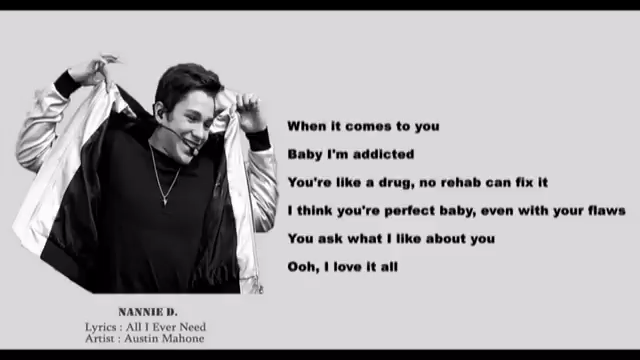 When it comes to you
Baby I'm addicted
You're like a drug, no rehab can fix it
I think you're perfect baby, even with your flaws
You ask what I like about you
Ooh, I love it all
NANNIE D.
Lyrics : All I Ever Need
Artist : Austin Mahone